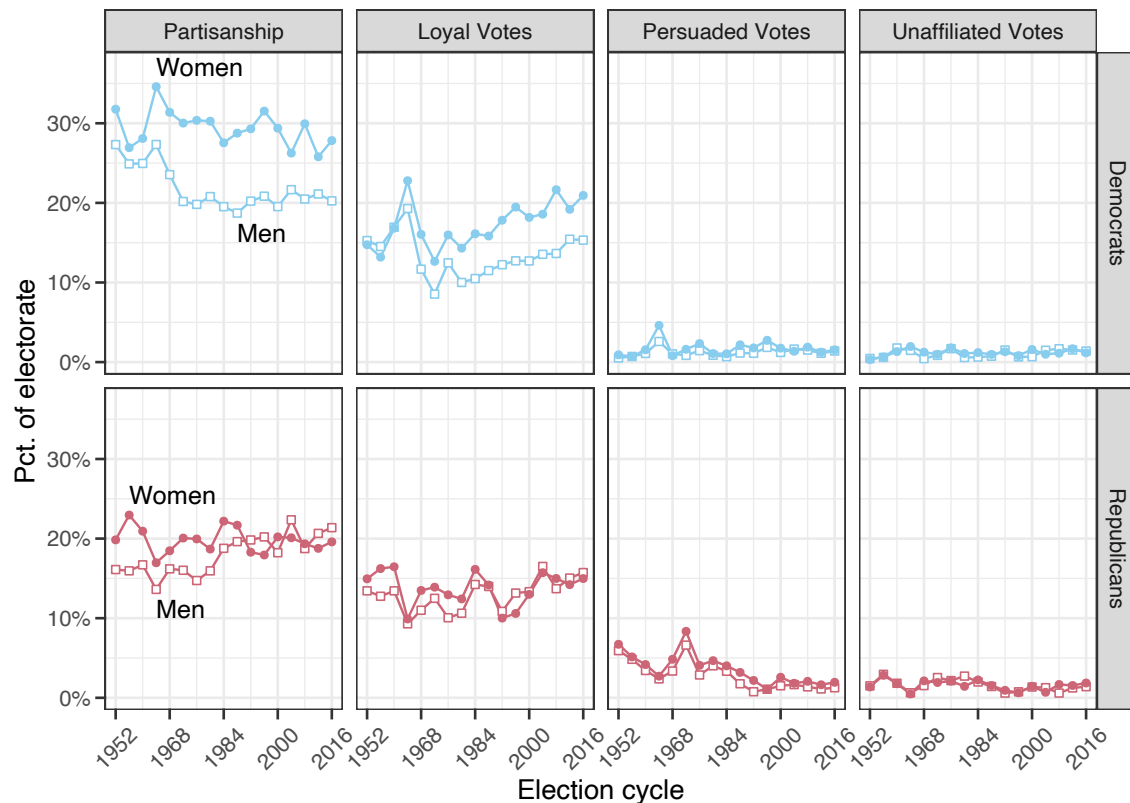 Partisanship
Loyal Votes
Persuaded Votes
Unaffiliated Votes
Women
Men
30%
20%
10%
0%
Democrats
Women
Men
30%
20%
10%
0%
Republicans
Pct. of electorate
1952 1968 1984 2000 2016
1952 1968 1984 2000 2016
1952 1968 1984 2000 2016
1952 1968 1984 2000 2016
Election cycle